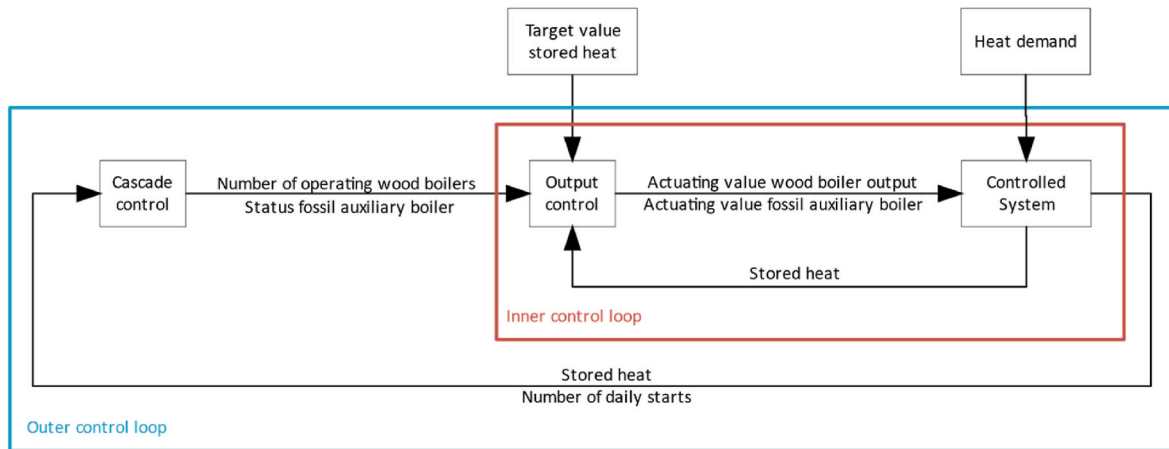 Target value
stored heat
Heat demand
Cascade
control
Number of operating wood boilers
Status fossil auxiliary boiler
Output
control
Actuating value wood boiler output
Actuating value fossil auxiliary boiler
Controlled
System
Stored heat
Inner control loop
Stored heat
Number of daily starts
Outer control loop